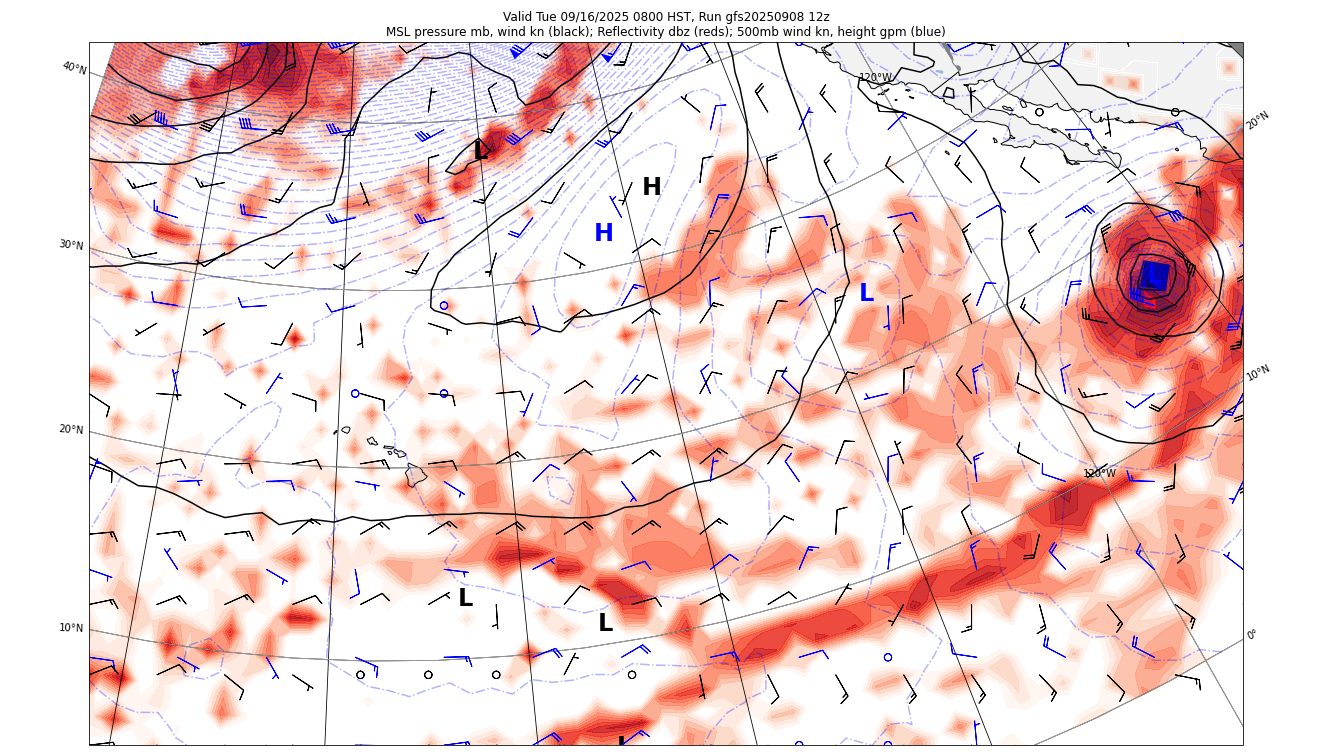 Valid Tue 09/16/2025 0800 HST, Run gfs20250908 12z
MSL pressure mb, wind kn (black); Reflectivity dbz (reds); 500mb wind kn, height gpm (blue)
40°N
120°W
20°N
L
H
H
30°N
L
L
10°N
20°N
120°W
L
L
10°N
0°
L